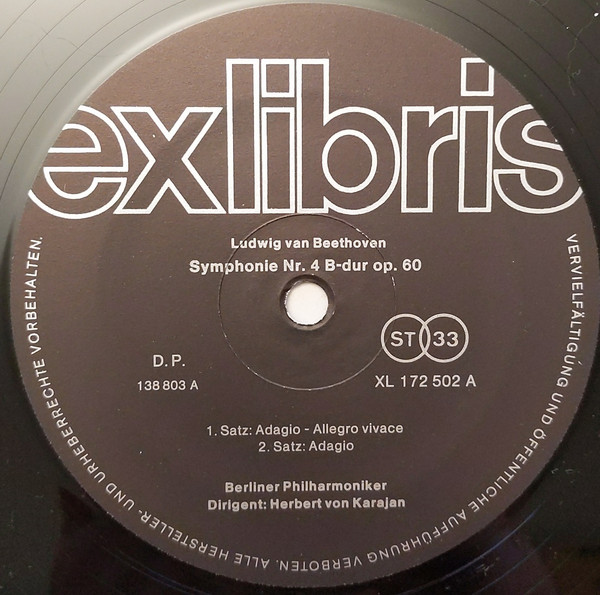 exlibris
Ludwig van Beethoven
Symphonie Nr. 4 B-dur op. 60
ST 33
D.P.
138 803 A
XL 172 502 A
1. Satz: Adagio - Allegro vivace
2. Satz: Adagio
Berliner Philharmoniker
Dirigent: Herbert von Karajan
VERVIELFÄLTIGUNG UND ÖFFENTLICHE AUFFÜHRUNG VERBOTEN. ALLE HERSTELLER- UND URHEBERRECHTE VORBEHALTEN.